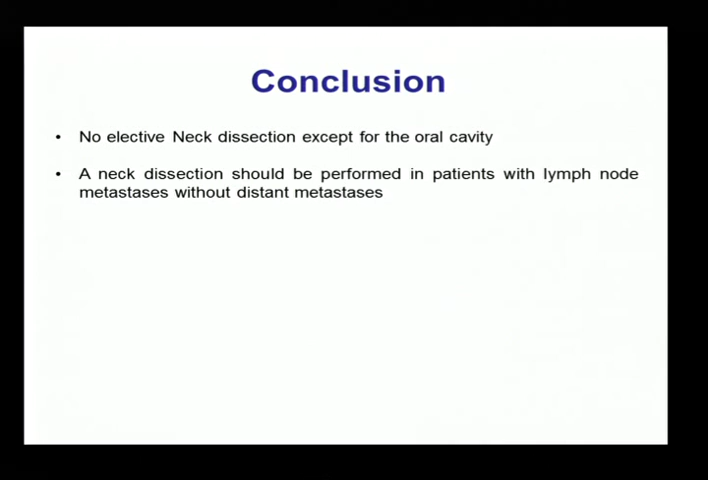 Conclusion
• No elective Neck dissection except for the oral cavity
• A neck dissection should be performed in patients with lymph node
metastases without distant metastases